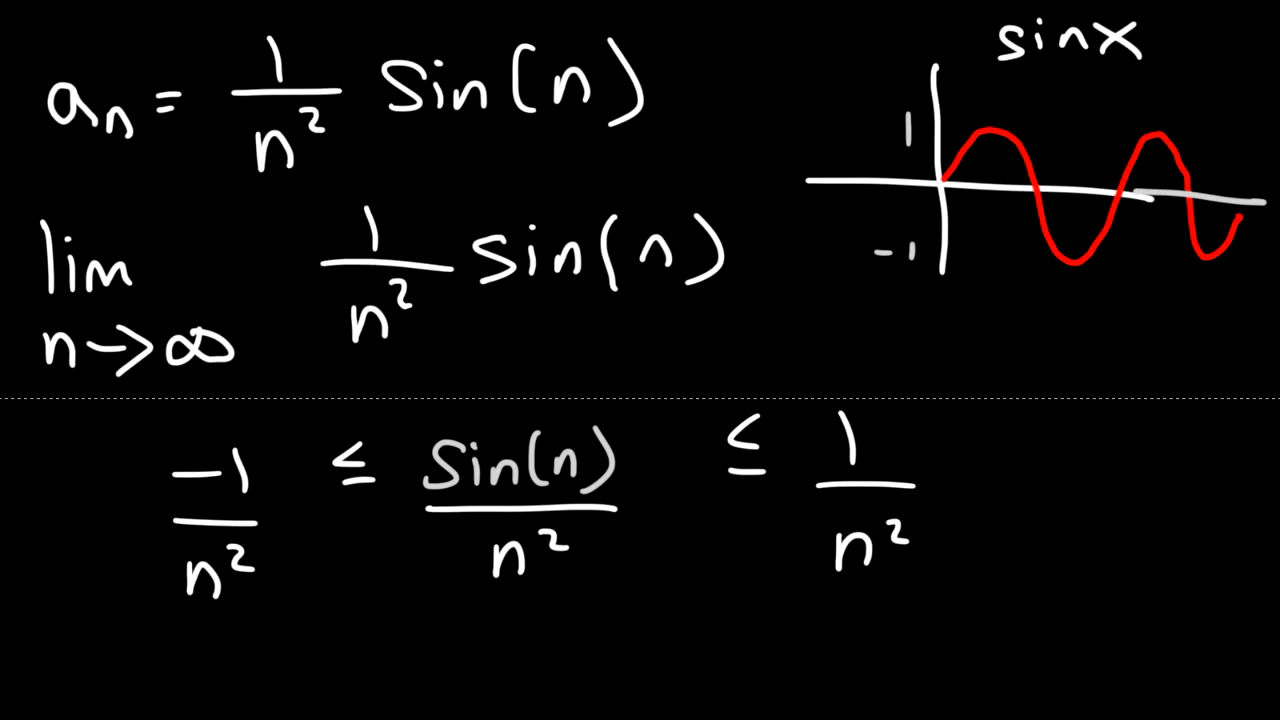 aₙ = 1/n² Sin(n)
sinx
1
-1
lim n→∞ 1/n² sin(n)
-1/n² ≤ Sin(n)/n² ≤ 1/n²